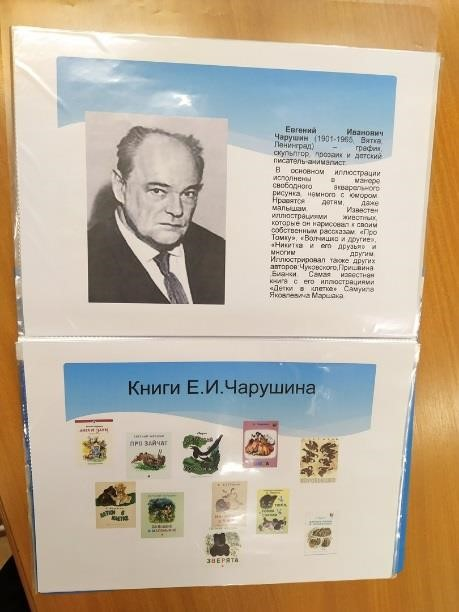 Евгений Иванович
Чарушин (1901-1965, Вятка,
Ленинград) – график,
скульптор, прозаик и детский
писатель-анималист.
В основном иллюстрации
исполнены в манере
свободного акварельного
рисунка, немного с юмором.
Нравятся детям, даже
малышам. Известен
иллюстрациями животных,
которые он нарисовал к своим
собственным рассказам: «Про
Томку», «Волчишко и другие»,
«Никитка и его друзья» и
многим другим.
Иллюстрировал также других
авторов: Чуковского, Пришвина
,Бианки. Самая известная
книга с его иллюстрациями
«Детки в клетке» Самуила
Яковлевича Маршака.
Книги Е.И.Чарушина
ПРО ЗАЙЧАТ
ВОРОБЫШКО
ДЕТКИ В КЛЕТКЕ
ЗВЕРЯТА